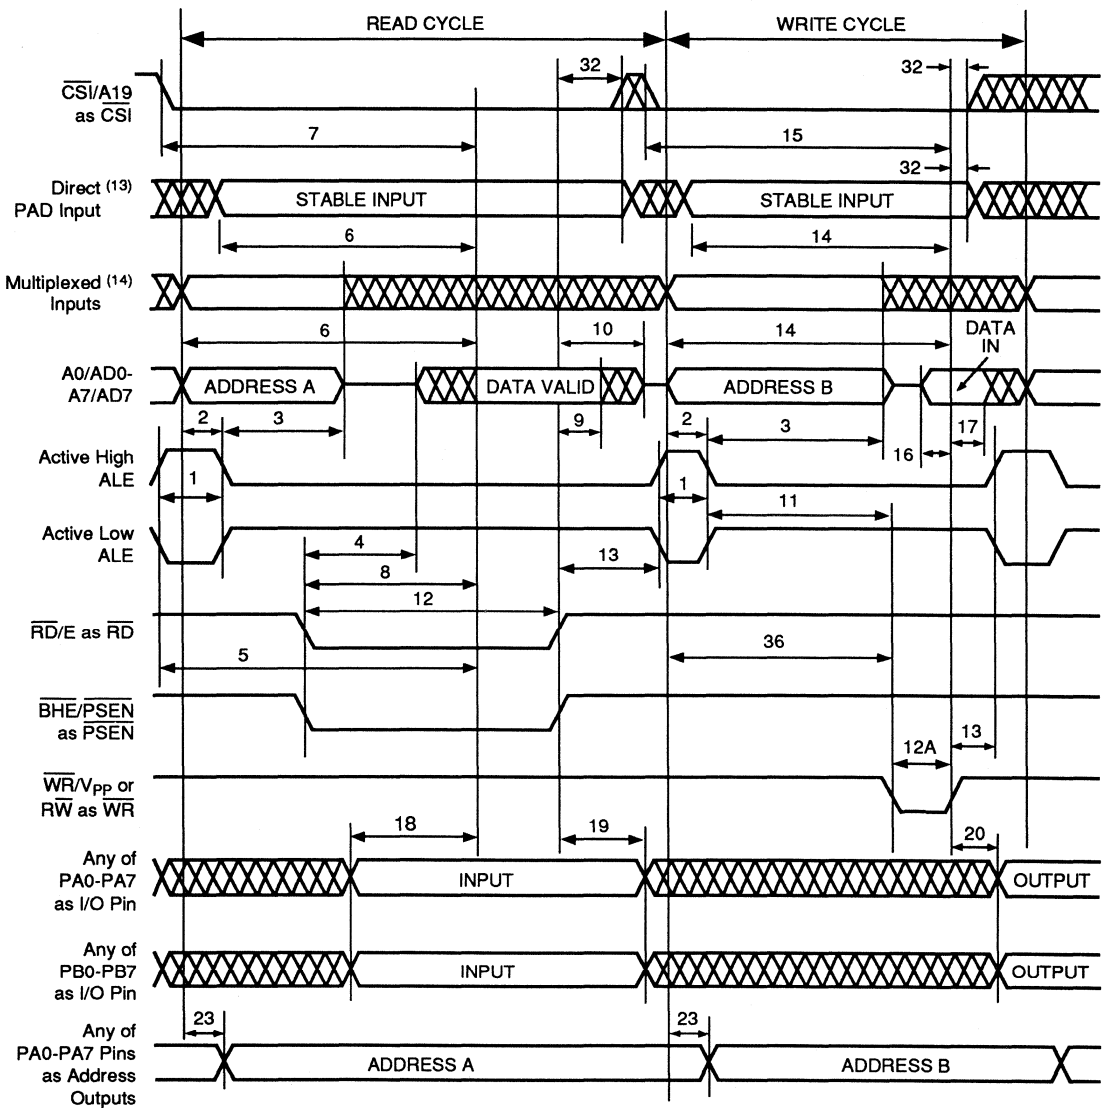 READ CYCLE
WRITE CYCLE
CSI/A19
as CSI
32
32
7
15
Direct (13)
PAD Input
STABLE INPUT
STABLE INPUT
32
6
14
Multiplexed (14)
Inputs
6
10
14
DATA
IN
A0/AD0-
A7/AD7
ADDRESS A
DATA VALID
ADDRESS B
2
3
9
2
3
17
16
Active High
ALE
1
1
11
Active Low
ALE
4
13
8
12
RD/E as RD
5
36
BHE/PSEN
as PSEN
13
12A
WR/VPP or
RW as WR
18
19
20
Any of
PA0-PA7
as I/O Pin
INPUT
OUTPUT
Any of
PB0-PB7
as I/O Pin
INPUT
OUTPUT
23
23
Any of
PA0-PA7 Pins
as Address
Outputs
ADDRESS A
ADDRESS B